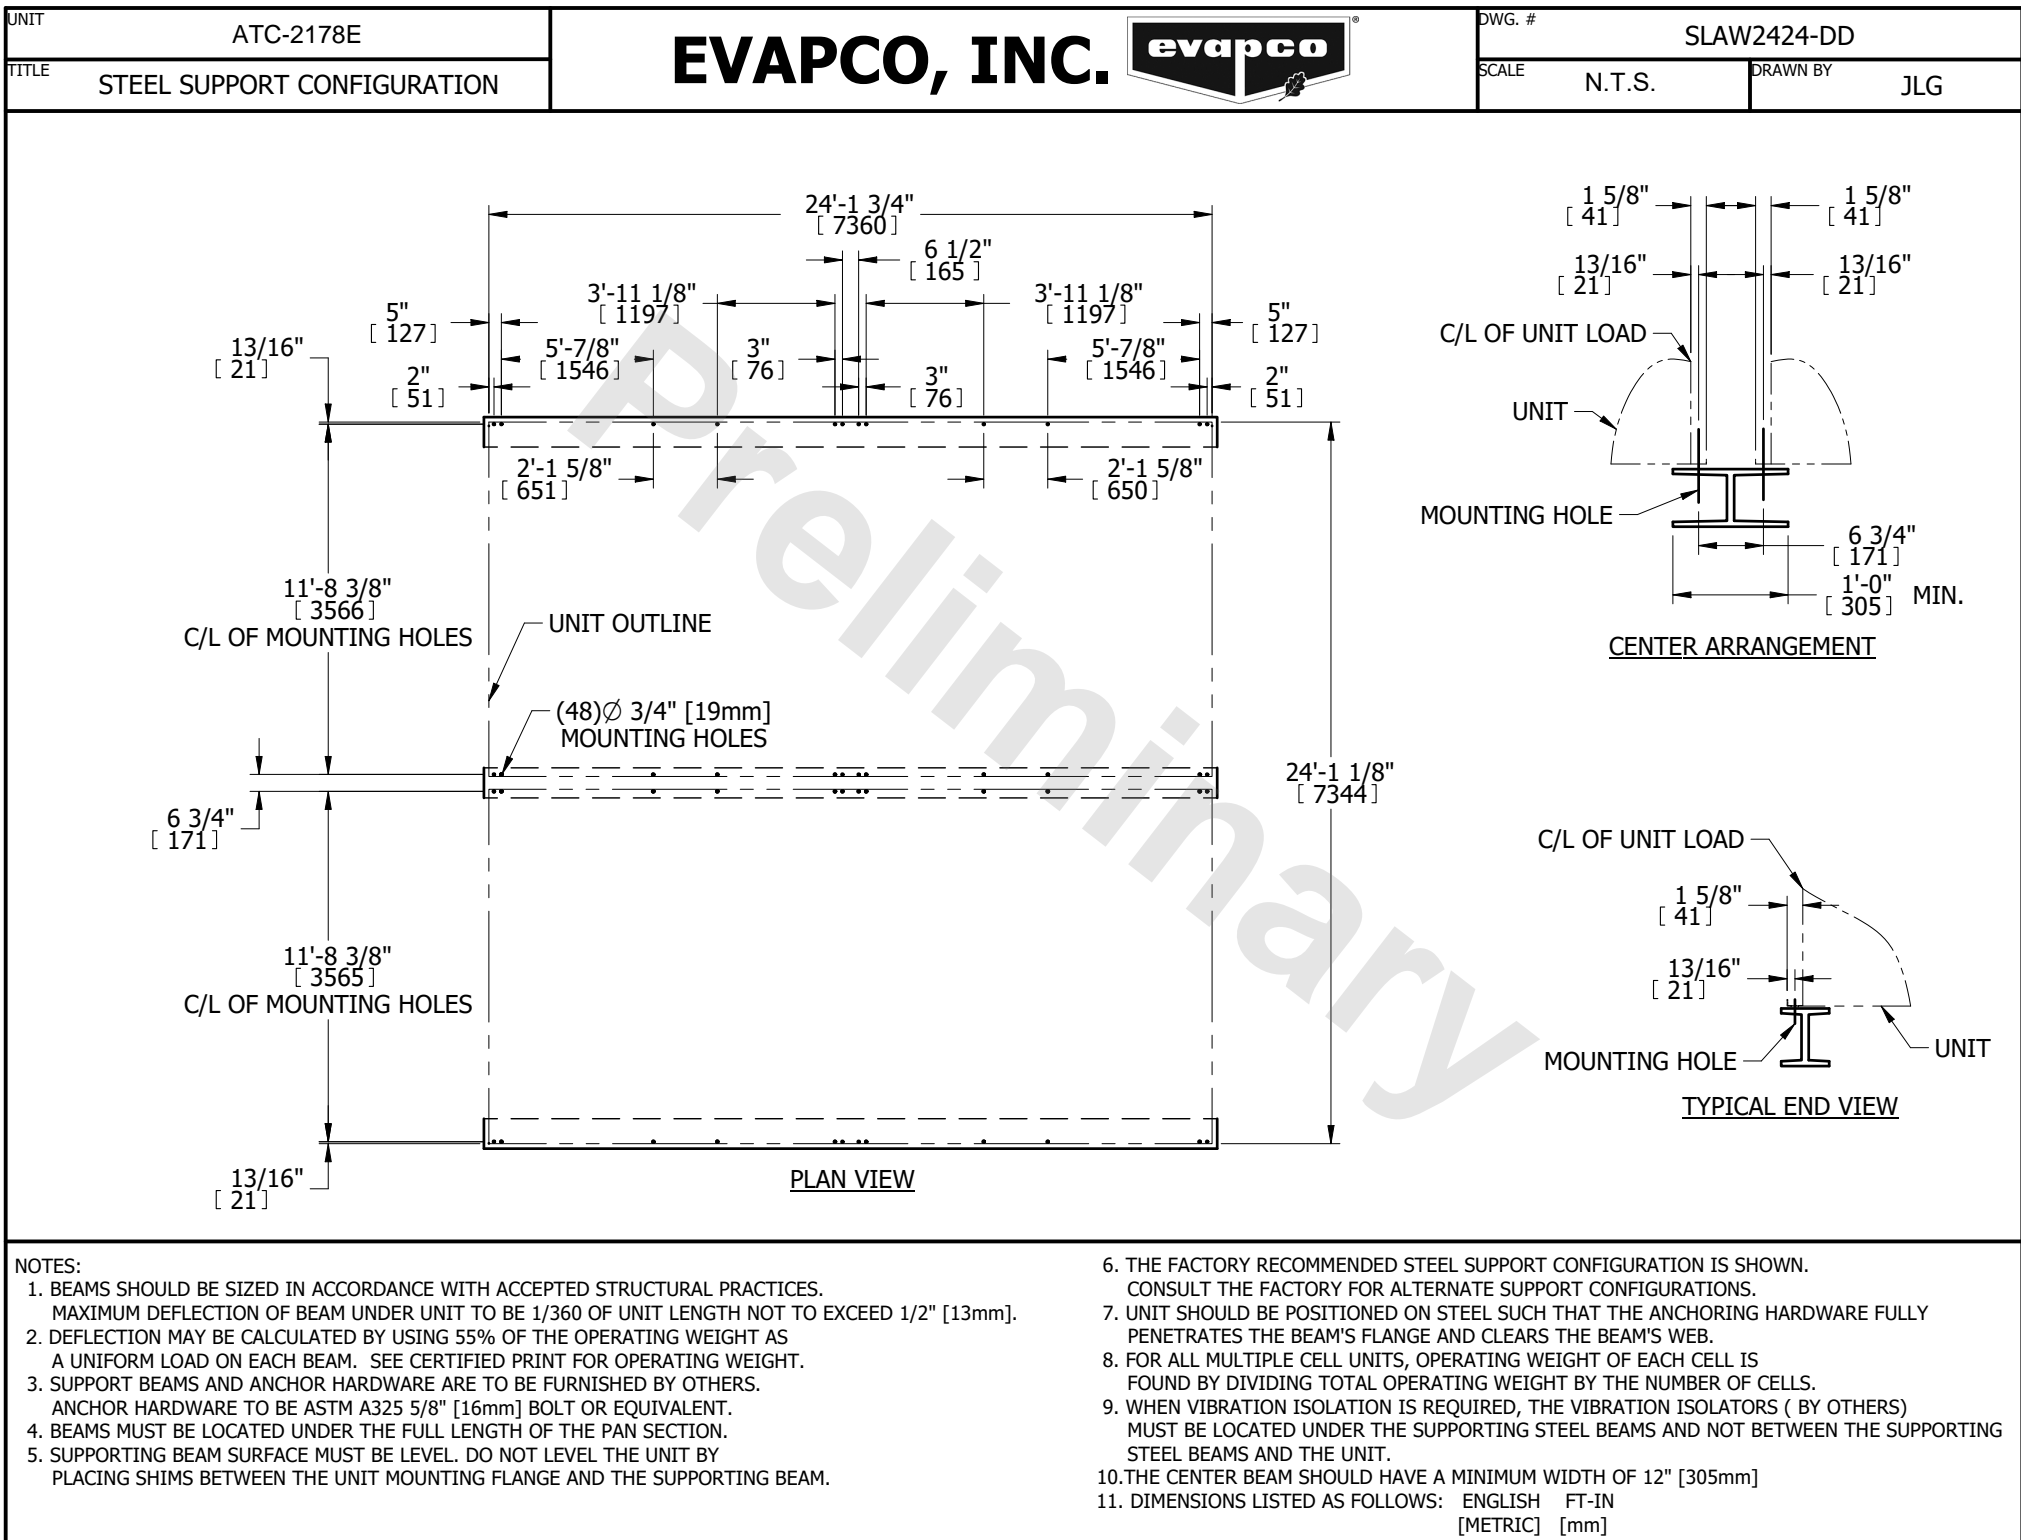 UNIT
ATC-2178E
TITLE
STEEL SUPPORT CONFIGURATION
EVAPCO, INC.
evapco
®
DWG. #
SLAW2424-DD
SCALE
N.T.S.
DRAWN BY
JLG
24'-1 3/4"
[ 7360 ]
6 1/2"
[ 165 ]
3'-11 1/8"
[ 1197 ]
3'-11 1/8"
[ 1197 ]
5"
[ 127 ]
5"
[ 127 ]
13/16"
[ 21 ]
5'-7/8"
[ 1546 ]
3"
[ 76 ]
5'-7/8"
[ 1546 ]
2"
[ 51 ]
3"
[ 76 ]
2"
[ 51 ]
2'-1 5/8"
[ 651 ]
2'-1 5/8"
[ 650 ]
11'-8 3/8"
[ 3566 ]
C/L OF MOUNTING HOLES
UNIT OUTLINE
(48)Ø 3/4" [19mm]
MOUNTING HOLES
6 3/4"
[ 171 ]
24'-1 1/8"
[ 7344 ]
11'-8 3/8"
[ 3565 ]
C/L OF MOUNTING HOLES
13/16"
[ 21 ]
PLAN VIEW
Preliminary
1 5/8"
[ 41 ]
1 5/8"
[ 41 ]
13/16"
[ 21 ]
13/16"
[ 21 ]
C/L OF UNIT LOAD
UNIT
MOUNTING HOLE
6 3/4"
[ 171 ]
1'-0"
[ 305 ]
MIN.
CENTER ARRANGEMENT
C/L OF UNIT LOAD
1 5/8"
[ 41 ]
13/16"
[ 21 ]
MOUNTING HOLE
UNIT
TYPICAL END VIEW
NOTES:
1. BEAMS SHOULD BE SIZED IN ACCORDANCE WITH ACCEPTED STRUCTURAL PRACTICES.
MAXIMUM DEFLECTION OF BEAM UNDER UNIT TO BE 1/360 OF UNIT LENGTH NOT TO EXCEED 1/2" [13mm].
2. DEFLECTION MAY BE CALCULATED BY USING 55% OF THE OPERATING WEIGHT AS
A UNIFORM LOAD ON EACH BEAM. SEE CERTIFIED PRINT FOR OPERATING WEIGHT.
3. SUPPORT BEAMS AND ANCHOR HARDWARE ARE TO BE FURNISHED BY OTHERS.
ANCHOR HARDWARE TO BE ASTM A325 5/8" [16mm] BOLT OR EQUIVALENT.
4. BEAMS MUST BE LOCATED UNDER THE FULL LENGTH OF THE PAN SECTION.
5. SUPPORTING BEAM SURFACE MUST BE LEVEL. DO NOT LEVEL THE UNIT BY
PLACING SHIMS BETWEEN THE UNIT MOUNTING FLANGE AND THE SUPPORTING BEAM.
6. THE FACTORY RECOMMENDED STEEL SUPPORT CONFIGURATION IS SHOWN.
CONSULT THE FACTORY FOR ALTERNATE SUPPORT CONFIGURATIONS.
7. UNIT SHOULD BE POSITIONED ON STEEL SUCH THAT THE ANCHORING HARDWARE FULLY
PENETRATES THE BEAM'S FLANGE AND CLEARS THE BEAM'S WEB.
8. FOR ALL MULTIPLE CELL UNITS, OPERATING WEIGHT OF EACH CELL IS
FOUND BY DIVIDING TOTAL OPERATING WEIGHT BY THE NUMBER OF CELLS.
9. WHEN VIBRATION ISOLATION IS REQUIRED, THE VIBRATION ISOLATORS ( BY OTHERS)
MUST BE LOCATED UNDER THE SUPPORTING STEEL BEAMS AND NOT BETWEEN THE SUPPORTING
STEEL BEAMS AND THE UNIT.
10.THE CENTER BEAM SHOULD HAVE A MINIMUM WIDTH OF 12" [305mm]
11. DIMENSIONS LISTED AS FOLLOWS: ENGLISH FT-IN
[METRIC] [mm]